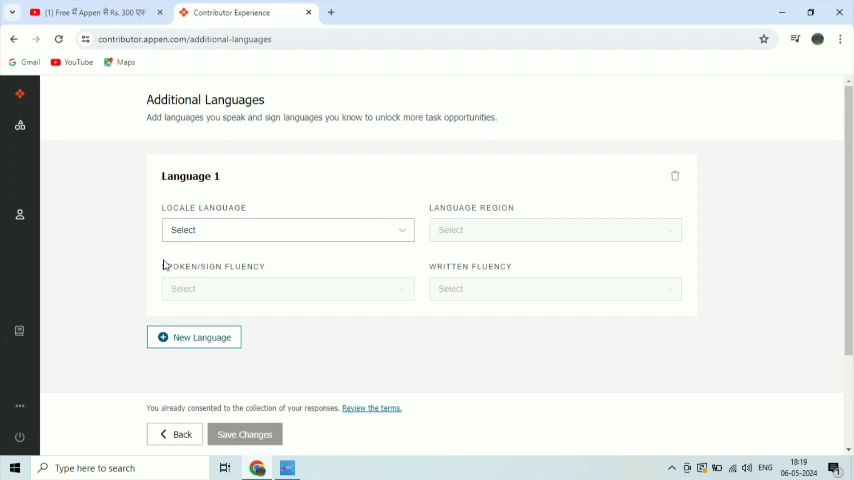 (1) Free में Appen से Rs. 300 एक
Contributor Experience
contributor.appen.com/additional-languages
Gmail YouTube Maps
Additional Languages
Add languages you speak and sign languages you know to unlock more task opportunities.
Language 1
LOCALE LANGUAGE LANGUAGE REGION
Select Select
SPOKEN/SIGN FLUENCY WRITTEN FLUENCY
Select Select
New Language
You already consented to the collection of your responses. Review the terms.
Back Save Changes
Type here to search
ENG
18:19
06-05-2024
1